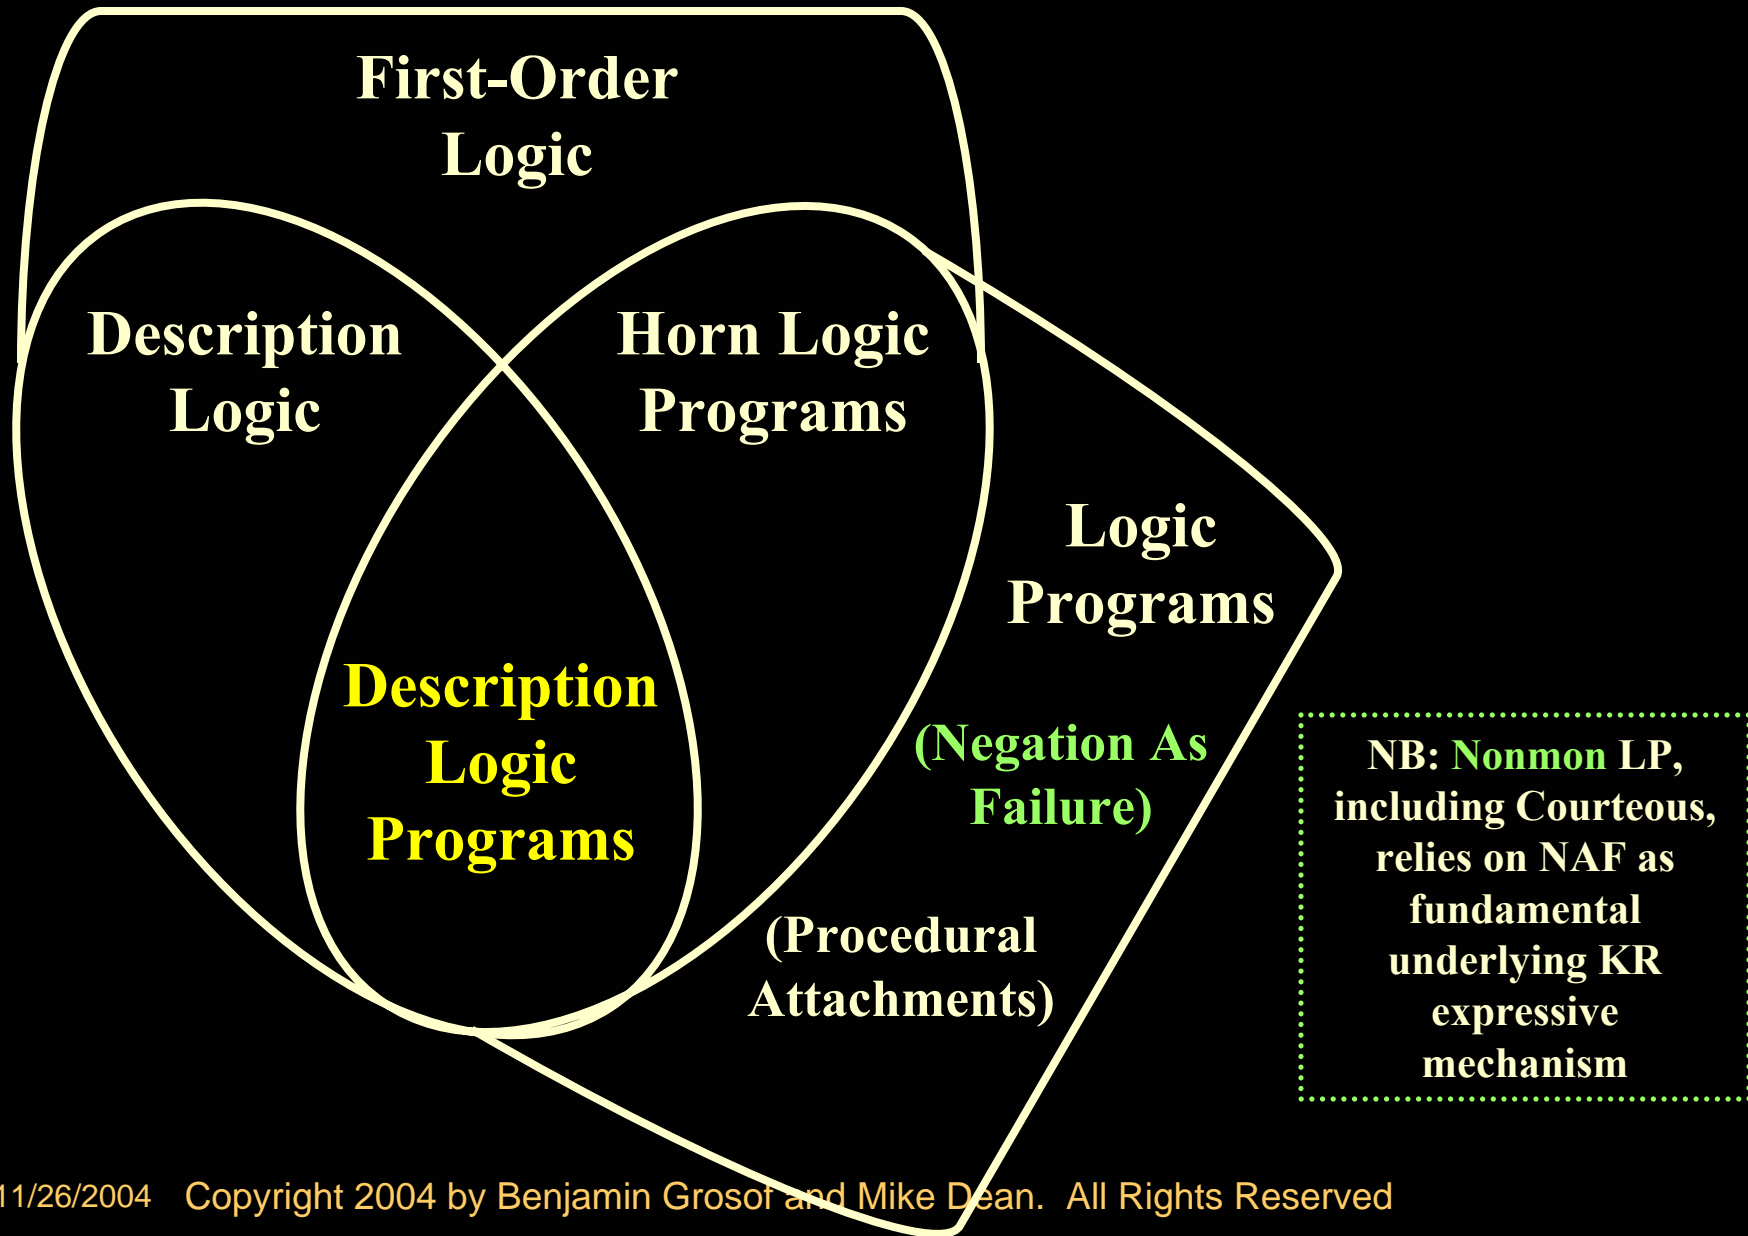 First-Order
Logic
Description
Logic
Horn Logic
Programs
Logic
Programs
Description
Logic
Programs
(Negation As
Failure)
(Procedural
Attachments)
NB: Nonmon LP,
including Courteous,
relies on NAF as
fundamental
underlying KR
expressive
mechanism
11/26/2004 Copyright 2004 by Benjamin Grosof and Mike Dean. All Rights Reserved